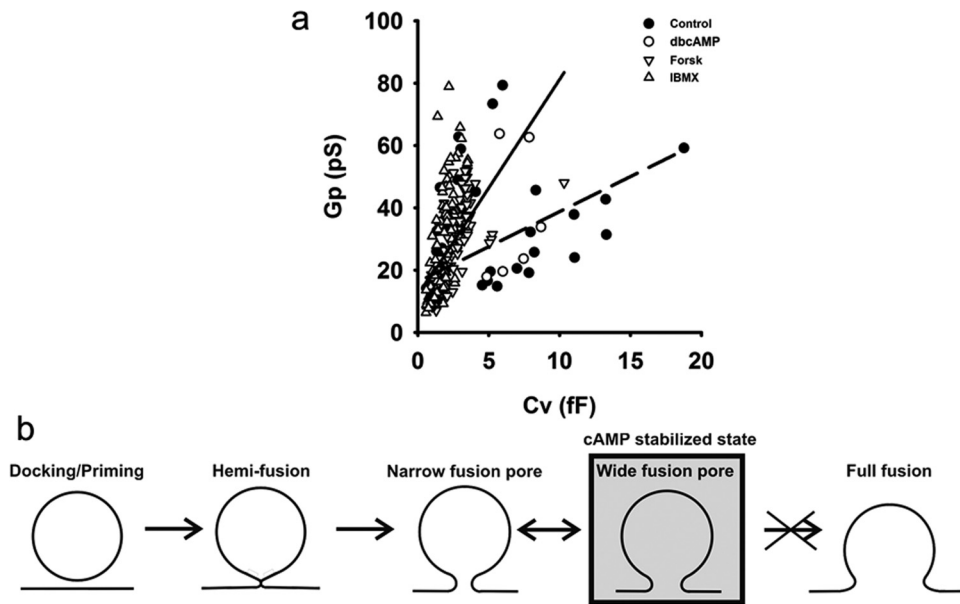 a
100
80
60
40
20
0
Gp (pS)
0 5 10 15 20
Cv (fF)
Control
dbcAMP
Forsk
IBMX
b
cAMP stabilized state
Docking/Priming Hemi-fusion Narrow fusion pore Wide fusion pore Full fusion